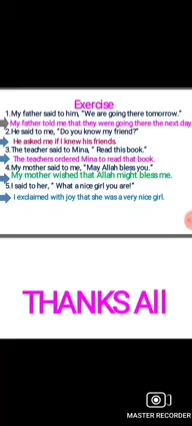 Exercise
1.My father said to him, "We are going there tomorrow."
My father told me that they were going there the next day
2.He said to me, "Do you know my friend?"
He asked me if I knew his friends.
3.The teacher said to Mina, " Read this book."
The teachers ordered Mina to read that book.
4.My mother said to me, "May Allah bless you."
My mother wished that Allah might bless me.
5.I said to her, " What a nice girl you are!"
I exclaimed with joy that she was a very nice girl.
THANKS All
MASTER RECORDER